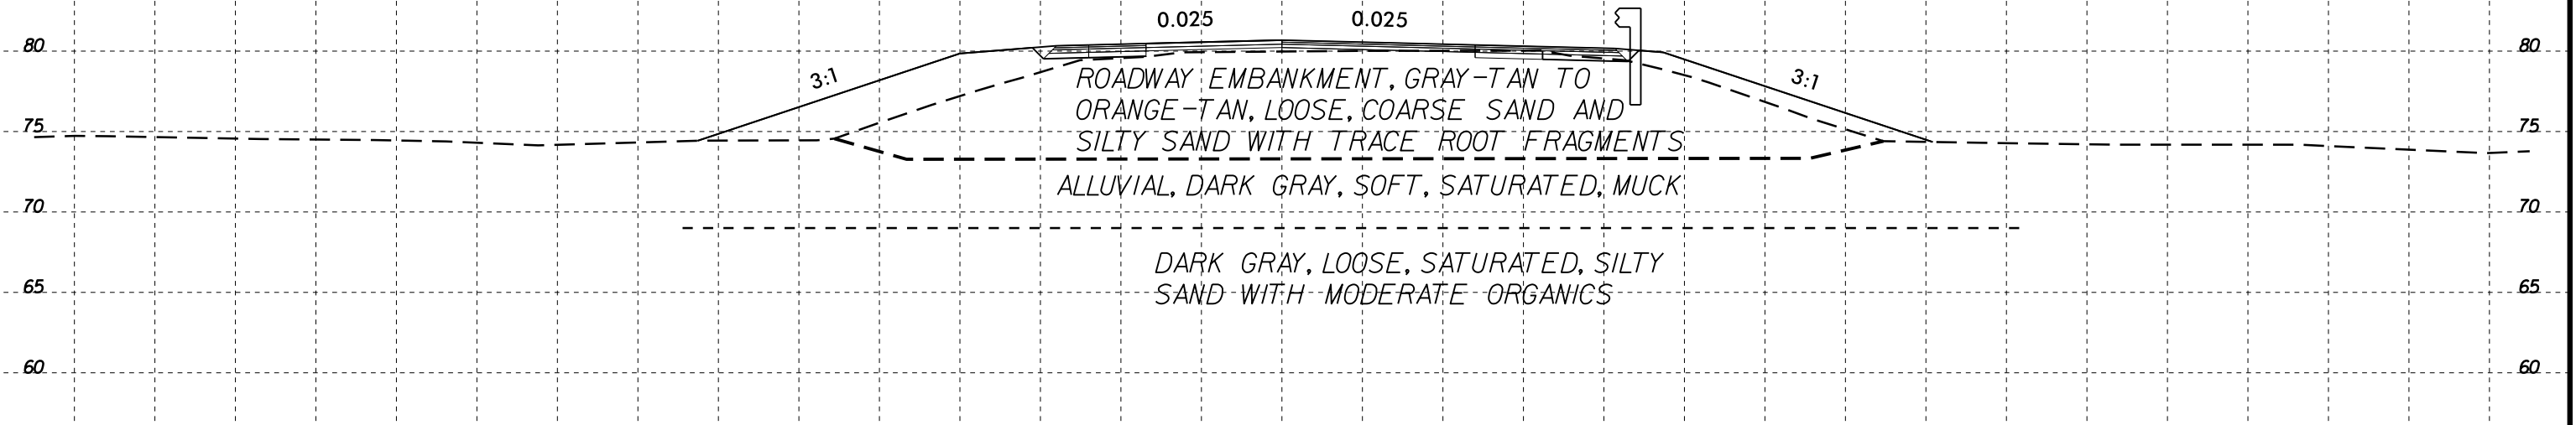 0.025 0.025
80 80
3:1 3:1
ROADWAY EMBANKMENT, GRAY-TAN TO
ORANGE-TAN, LOOSE, COARSE SAND AND
75 75
SILTY SAND WITH TRACE ROOT FRAGMENTS
ALLUVIAL, DARK GRAY, SOFT, SATURATED, MUCK
70 70
DARK GRAY, LOOSE, SATURATED, SILTY
65 65
SAND WITH MODERATE ORGANICS
60 60